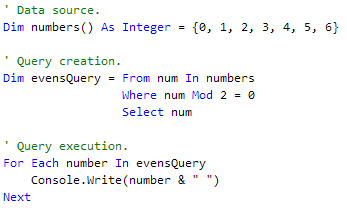 ' Data source.
Dim numbers() As Integer = {0, 1, 2, 3, 4, 5, 6}

' Query creation.
Dim evensQuery = From num In numbers
                 Where num Mod 2 = 0
                 Select num

' Query execution.
For Each number In evensQuery
    Console.Write(number & " ")
Next